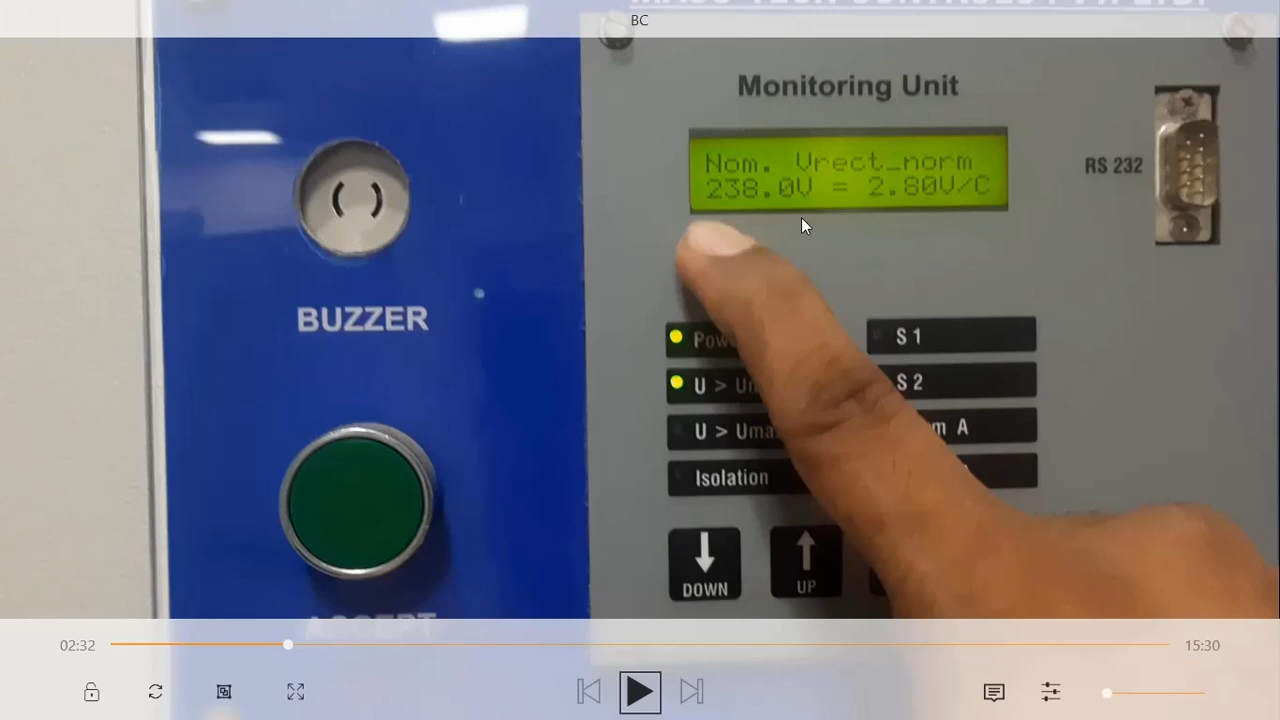 BC
Monitoring Unit
Nom. Vrect_norm
238.0V = 2.80V/C
RS 232
BUZZER
S 1
U >
S 2
U >
A
Isolation
DOWN
UP
ACCEPT
02:32
15:30